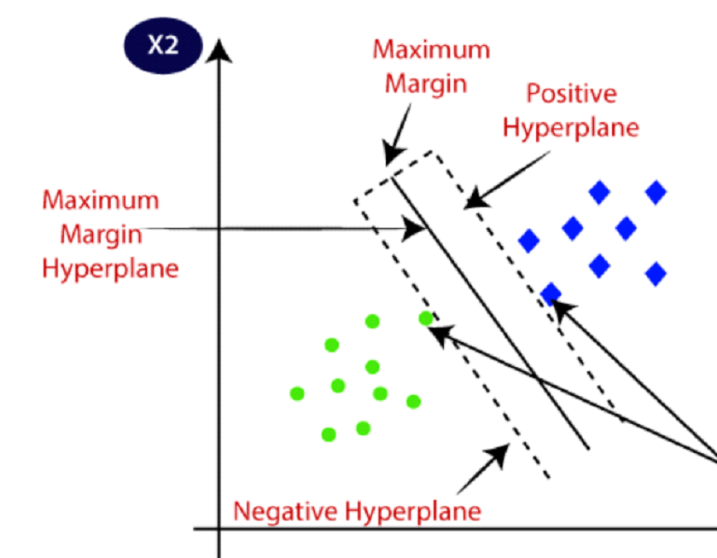 X2
Maximum
Margin
Positive
Hyperplane
Maximum
Margin
Hyperplane
Negative Hyperplane